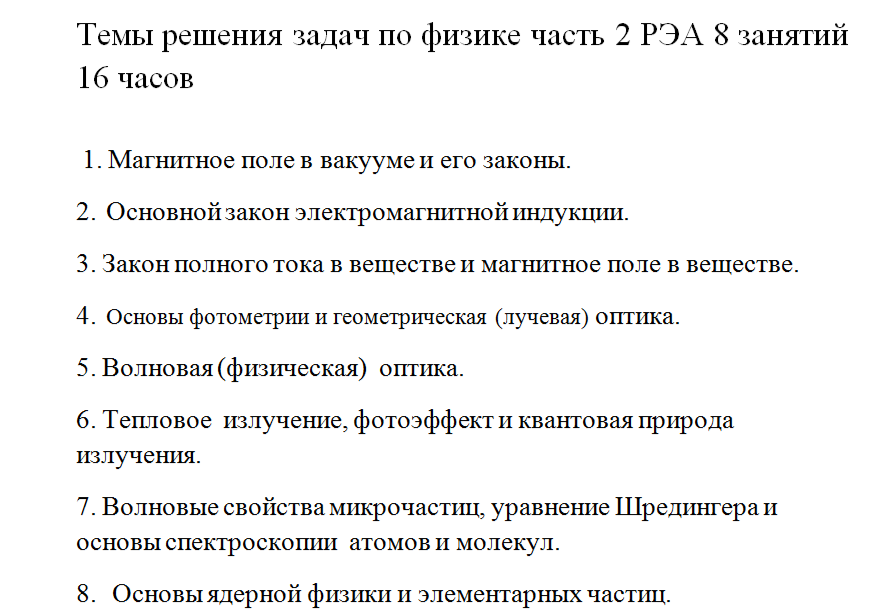 Темы решения задач по физике часть 2 РЭА 8 занятий
16 часов
1. Магнитное поле в вакууме и его законы.
2. Основной закон электромагнитной индукции.
3. Закон полного тока в веществе и магнитное поле в веществе.
4. Основы фотометрии и геометрическая (лучевая) оптика.
5. Волновая (физическая) оптика.
6. Тепловое излучение, фотоэффект и квантовая природа
излучения.
7. Волновые свойства микрочастиц, уравнение Шредингера и
основы спектроскопии атомов и молекул.
8. Основы ядерной физики и элементарных частиц.